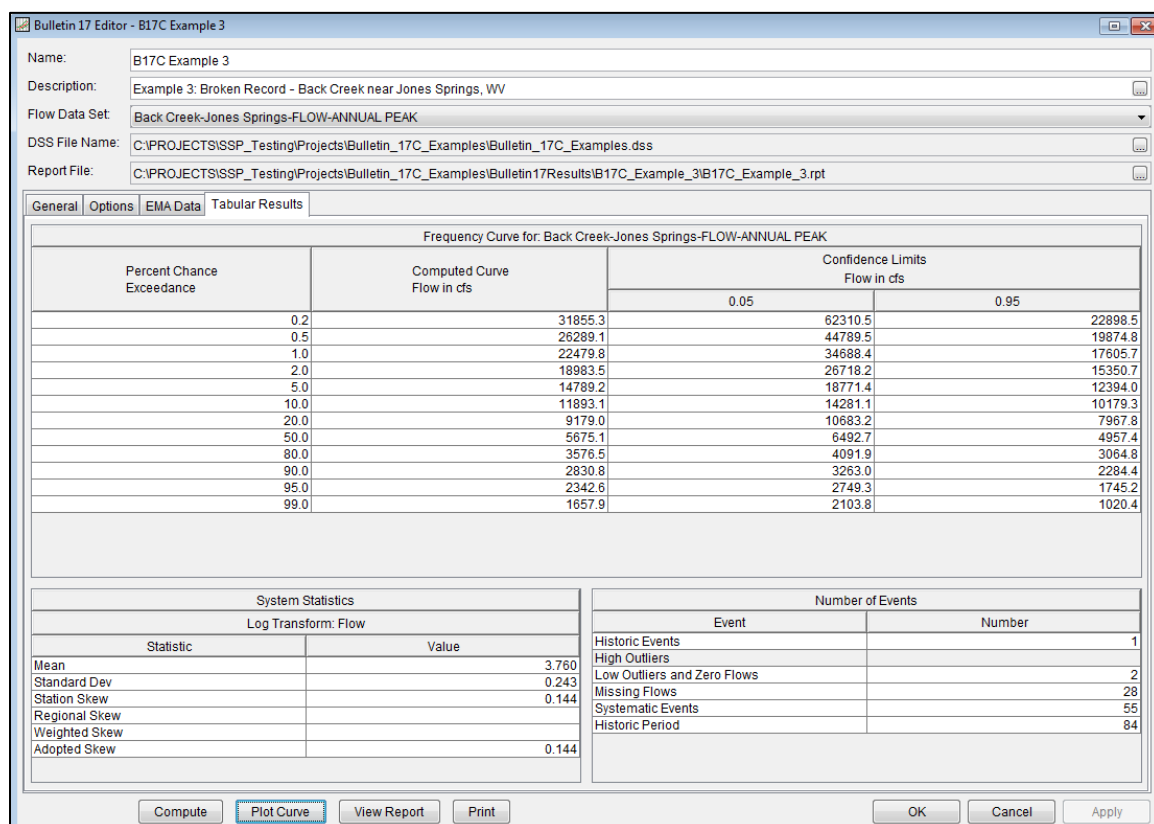 Bulletin 17 Editor - B17C Example 3
Name: B17C Example 3
Description: Example 3: Broken Record - Back Creek near Jones Springs, WV
Flow Data Set: Back Creek-Jones Springs-FLOW-ANNUAL PEAK
DSS File Name: C:\PROJECTS\SSP_Testing\Projects\Bulletin_17C_Examples\Bulletin_17C_Examples.dss
Report File: C:\PROJECTS\SSP_Testing\Projects\Bulletin_17C_Examples\Bulletin17Results\B17C_Example_3\B17C_Example_3.rpt
General Options EMA Data Tabular Results
Frequency Curve for: Back Creek-Jones Springs-FLOW-ANNUAL PEAK
Percent Chance Exceedance
Computed Curve Flow in cfs
Confidence Limits Flow in cfs
0.05 0.95
0.2 31855.3 62310.5 22898.5
0.5 26289.1 44789.5 19874.8
1.0 22479.8 34688.4 17605.7
2.0 18983.5 26718.2 15350.7
5.0 14789.2 18771.4 12394.0
10.0 11893.1 14281.1 10179.3
20.0 9179.0 10683.2 7967.8
50.0 5675.1 6492.7 4957.4
80.0 3576.5 4091.9 3064.8
90.0 2830.8 3263.0 2284.4
95.0 2342.6 2749.3 1745.2
99.0 1657.9 2103.8 1020.4
System Statistics
Log Transform: Flow
Statistic Value
Mean 3.760
Standard Dev 0.243
Station Skew 0.144
Regional Skew
Weighted Skew
Adopted Skew 0.144
Number of Events
Event Number
Historic Events 1
High Outliers
Low Outliers and Zero Flows 2
Missing Flows 28
Systematic Events 55
Historic Period 84
Compute Plot Curve View Report Print OK Cancel Apply